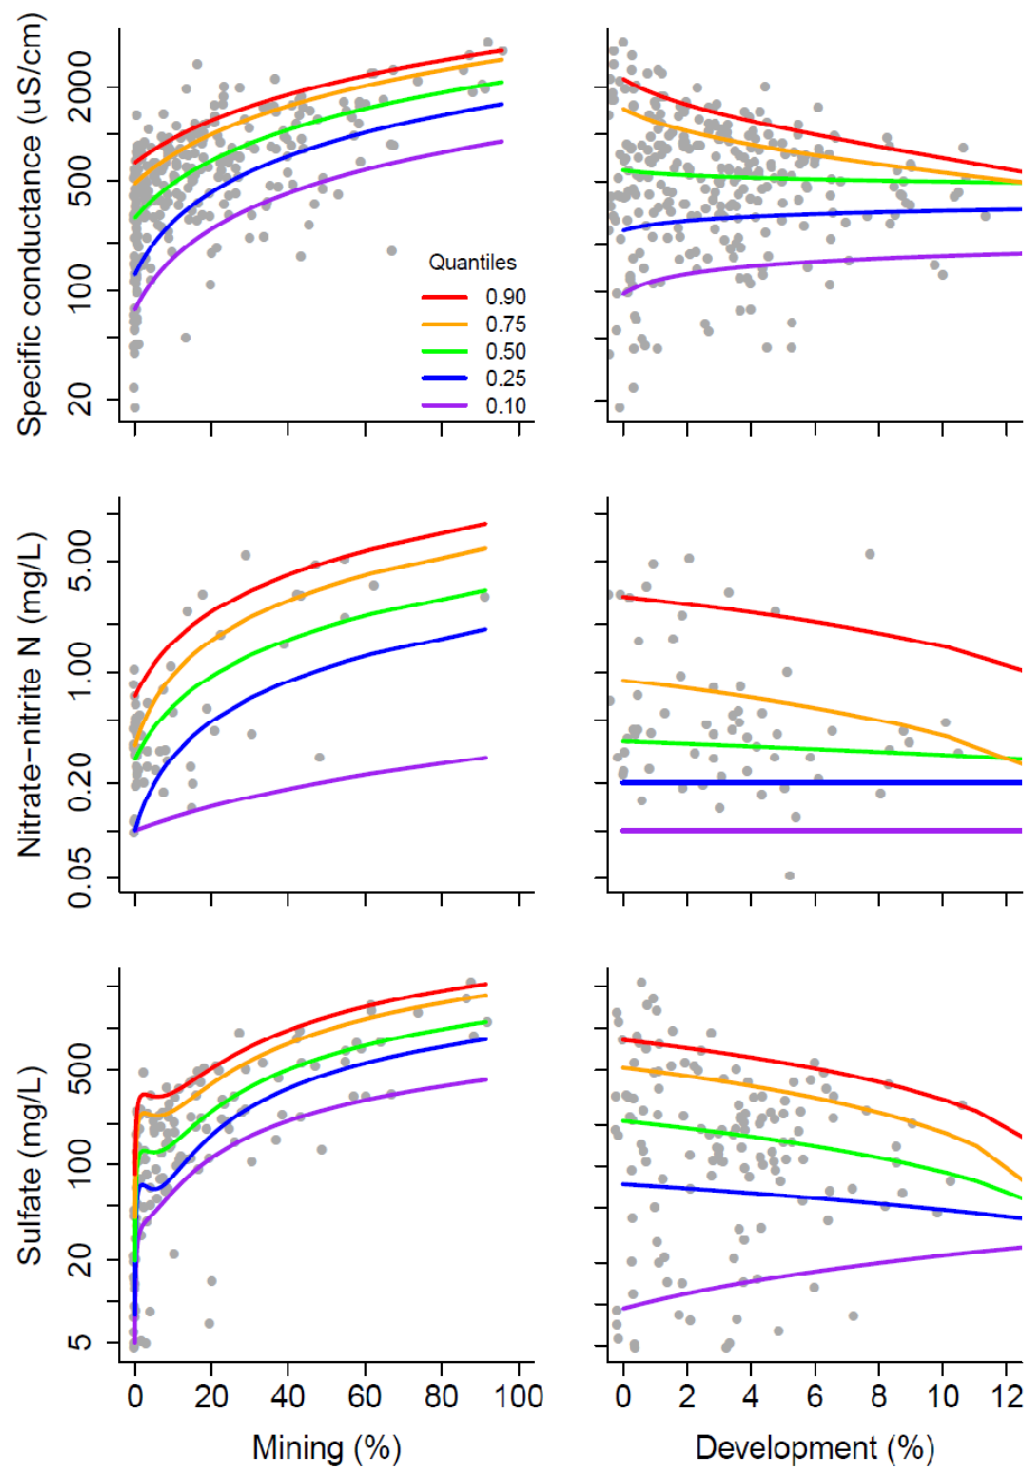 Specific conductance (uS/cm)
2000
500
100
20
Quantiles
0.90
0.75
0.50
0.25
0.10
Nitrate-nitrite N (mg/L)
5.00
1.00
0.20
0.05
Sulfate (mg/L)
500
100
20
5
0 20 40 60 80 100
Mining (%)
0 2 4 6 8 10 12
Development (%)